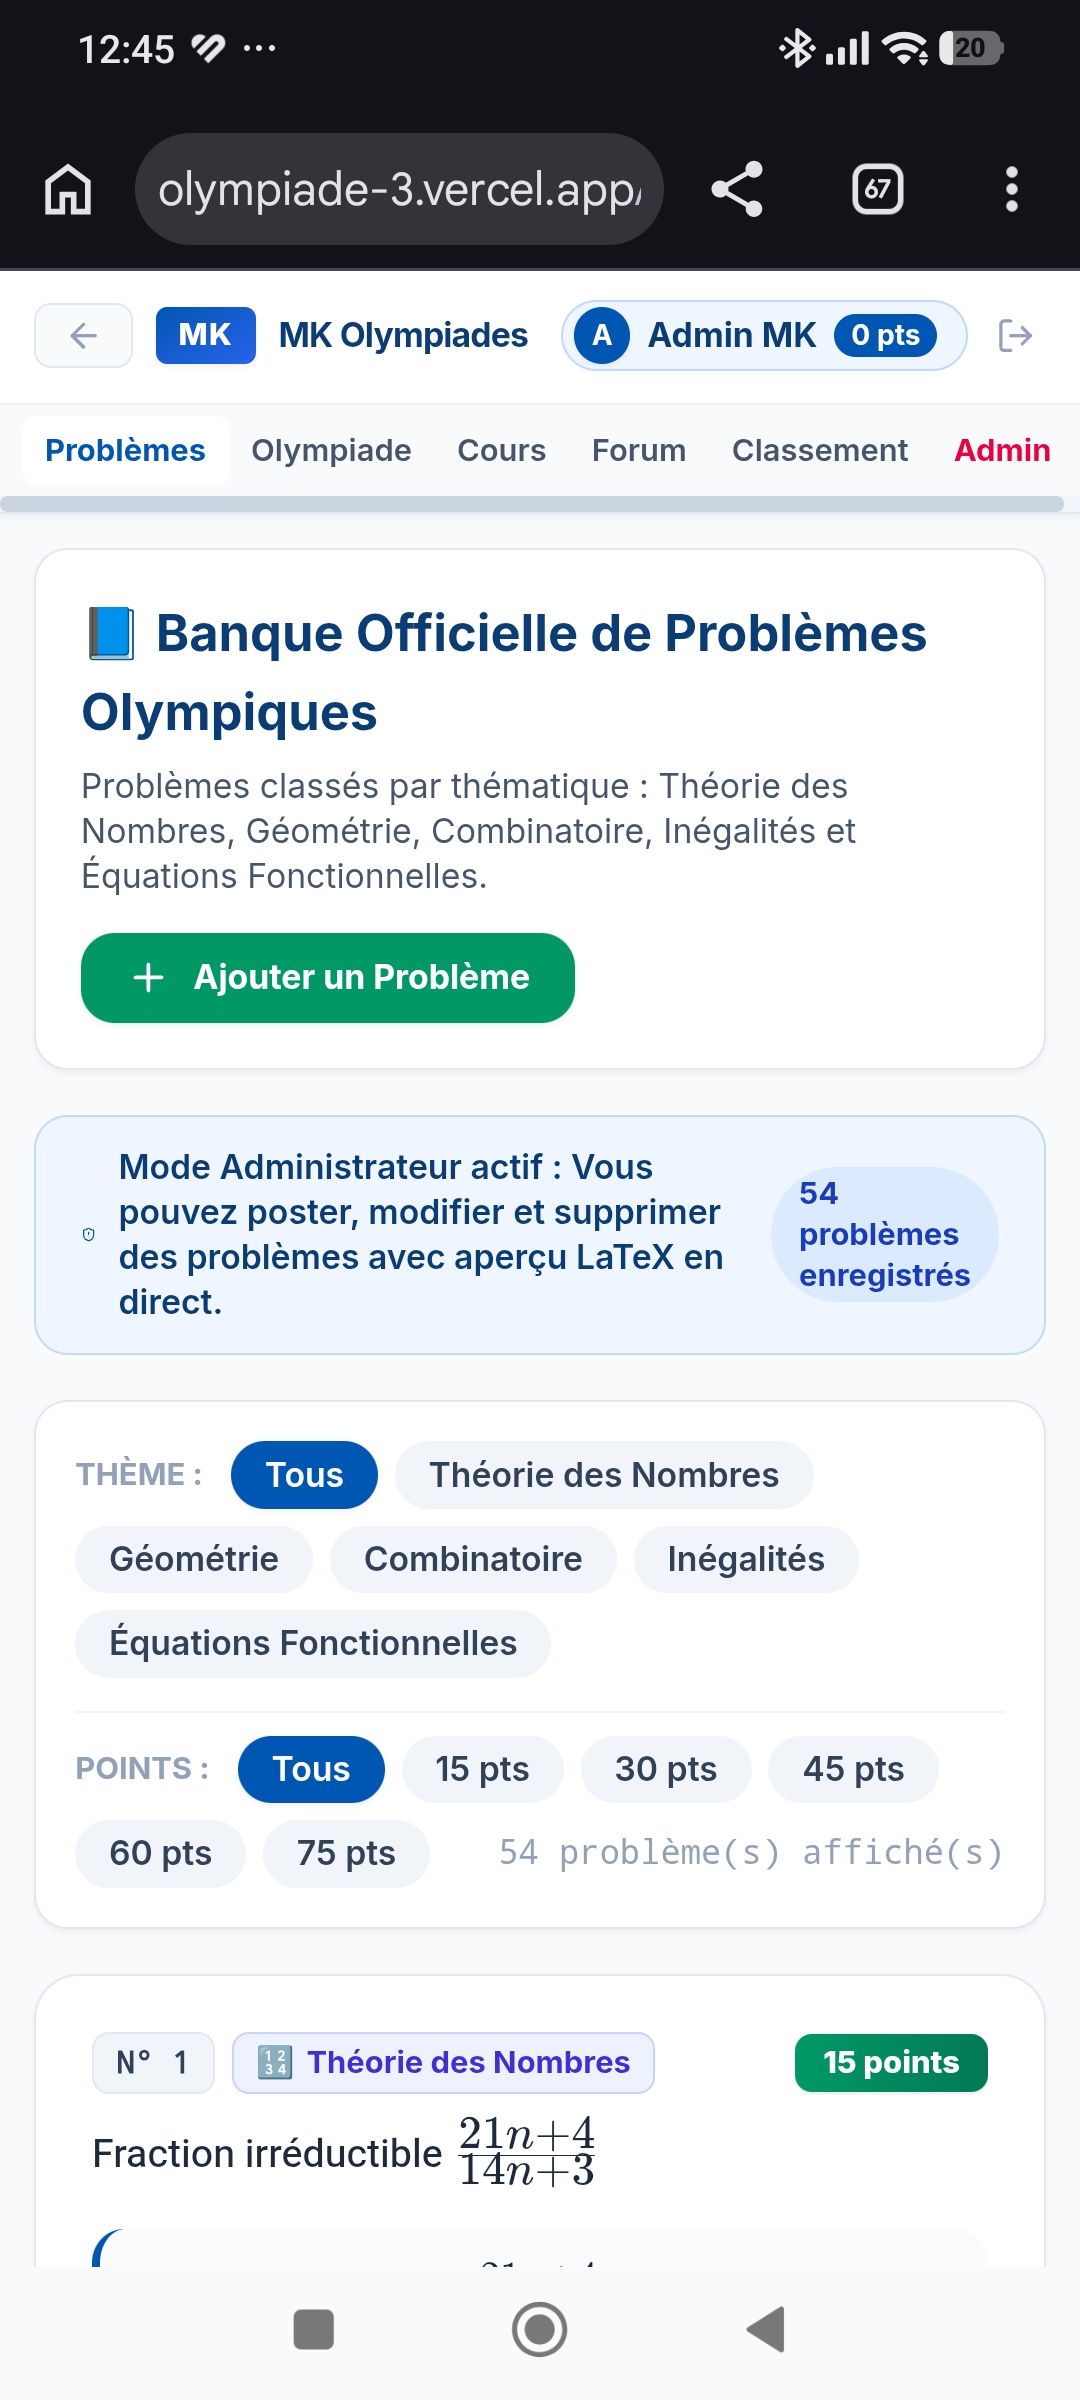 12:45
20
olympiade-3.vercel.app/
67
MK MK Olympiades A Admin MK 0 pts
Problèmes Olympiade Cours Forum Classement Admin
📘 Banque Officielle de Problèmes
Olympiques
Problèmes classés par thématique : Théorie des
Nombres, Géométrie, Combinatoire, Inégalités et
Équations Fonctionnelles.
+ Ajouter un Problème
Mode Administrateur actif : Vous
pouvez poster, modifier et supprimer
des problèmes avec aperçu LaTeX en
direct.
54
problèmes
enregistrés
THÈME : Tous Théorie des Nombres
Géométrie Combinatoire Inégalités
Équations Fonctionnelles
POINTS : Tous 15 pts 30 pts 45 pts
60 pts 75 pts 54 problème(s) affiché(s)
N° 1 🔢 Théorie des Nombres 15 points
Fraction irréductible \frac{21n+4}{14n+3}